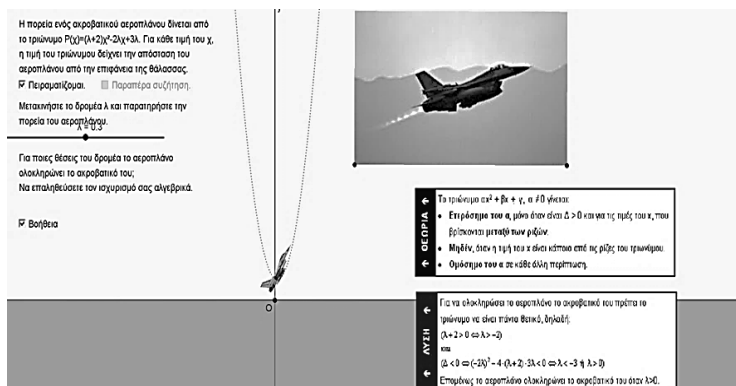 Η πορεία ενός ακροβατικού αεροπλάνου δίνεται από
το τριώνυμο P(χ)=(λ+2)χ²-2λχ+3λ. Για κάθε τιμή του χ,
η τιμή του τριώνυμου δείχνει την απόσταση του
αεροπλάνου από την επιφάνεια της θάλασσας.
Πειραματίζομαι. Παραπέρα συζήτηση.
Μετακινήστε το δρομέα λ και παρατηρήστε την
πορεία του αεροπλάνου.
λ = 0.3
Για ποιες θέσεις του δρομέα το αεροπλάνο
ολοκληρώνει το ακροβατικό του;
Να επαληθεύσετε τον ισχυρισμό σας αλγεβρικά.
Βοήθεια
O
ΘΕΩΡΙΑ
Το τριώνυμο αx² + βx + γ, α ≠ 0 γίνεται:
• Ετερόσημο του α, μόνο όταν είναι Δ > 0 και για τις τιμές του x, που
βρίσκονται μεταξύ των ριζών.
• Μηδέν, όταν η τιμή του x είναι κάποια από τις ρίζες του τριωνύμου.
• Ομόσημο του α σε κάθε άλλη περίπτωση.
ΛΥΣΗ
Για να ολοκληρώσει το αεροπλάνο το ακροβατικό του πρέπει το
τριώνυμο να είναι πάντα θετικό, δηλαδή:
(λ + 2 > 0 ⇔ λ > −2)
και
(Δ < 0 ⇔ (−2λ)² − 4·(λ + 2)·3λ < 0 ⇔ λ < −3 ή λ > 0)
Επομένως το αεροπλάνο ολοκληρώνει το ακροβατικό του όταν λ>0.